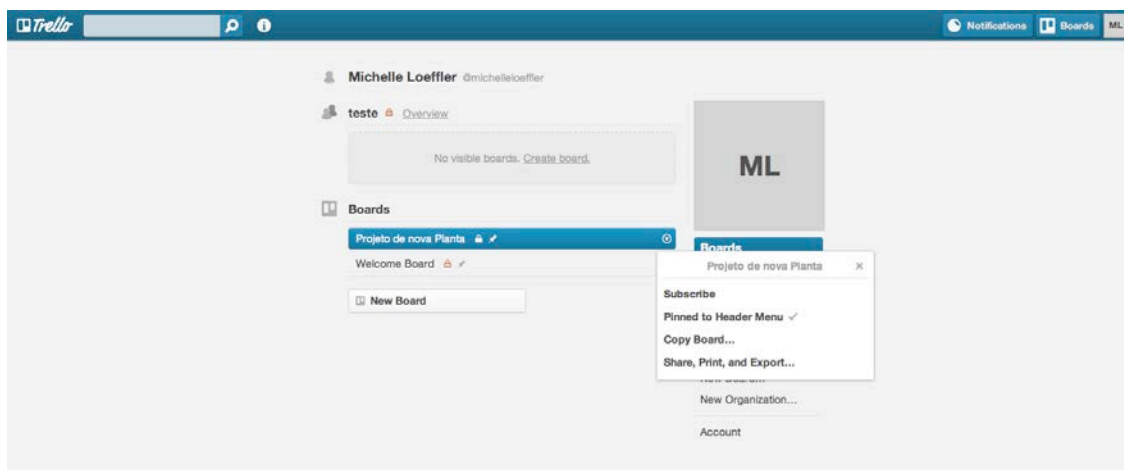 Trello
Notifications
Boards
ML
Michelle Loeffler @michelleloeffler
teste Overview
No visible boards. Create board.
ML
Boards
Projeto de nova Planta
Welcome Board
New Board
Boards
Projeto de nova Planta
Subscribe
Pinned to Header Menu
Copy Board...
Share, Print, and Export...
New Organization...
Account